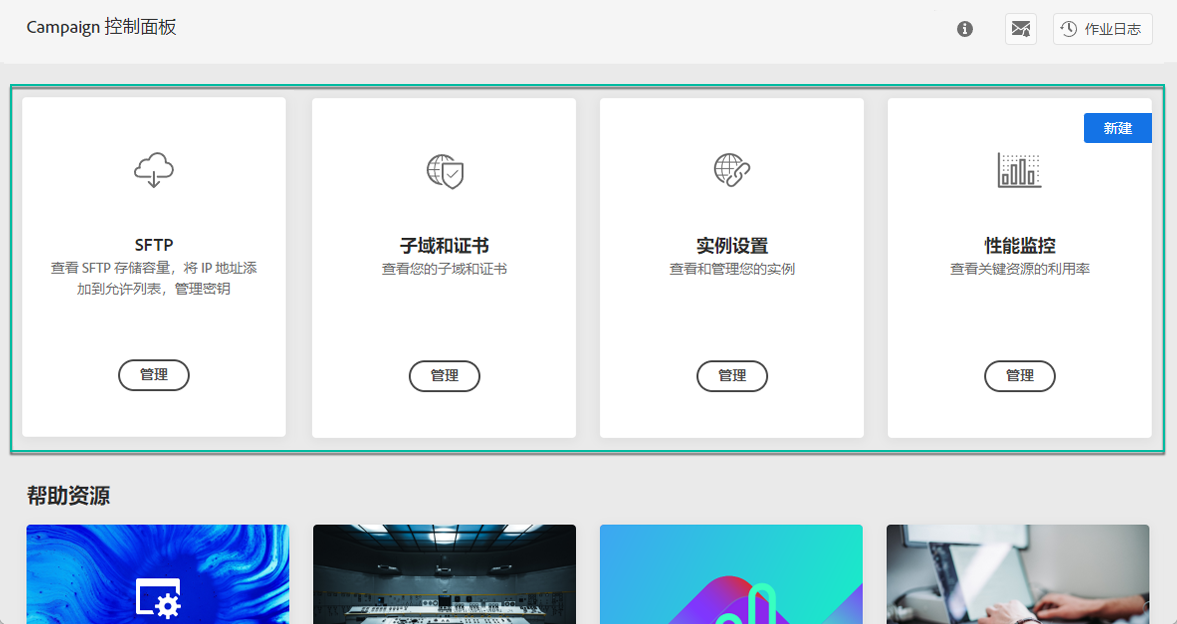 Campaign 控制面板
作业日志
新建
SFTP
查看 SFTP 存储容量，将 IP 地址添
加到允许列表，管理密钥
管理
子域和证书
查看您的子域和证书
管理
实例设置
查看和管理您的实例
管理
性能监控
查看关键资源的利用率
管理
帮助资源